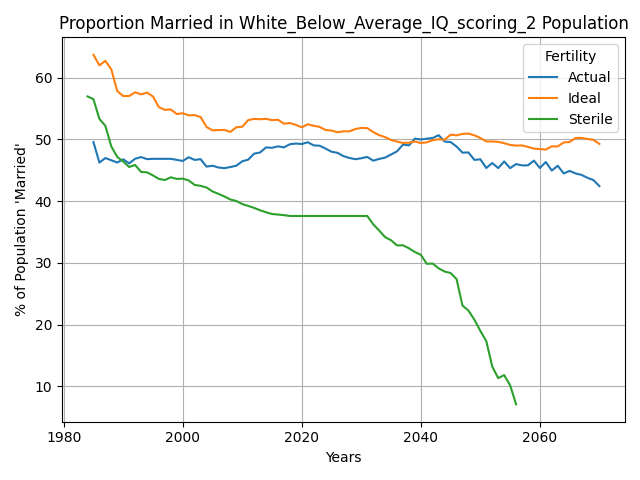 Proportion Married in White_Below_Average_IQ_scoring_2 Population
% of Population 'Married'
60
50
40
30
20
10
Fertility
Actual
Ideal
Sterile
1980
2000
2020
2040
2060
Years